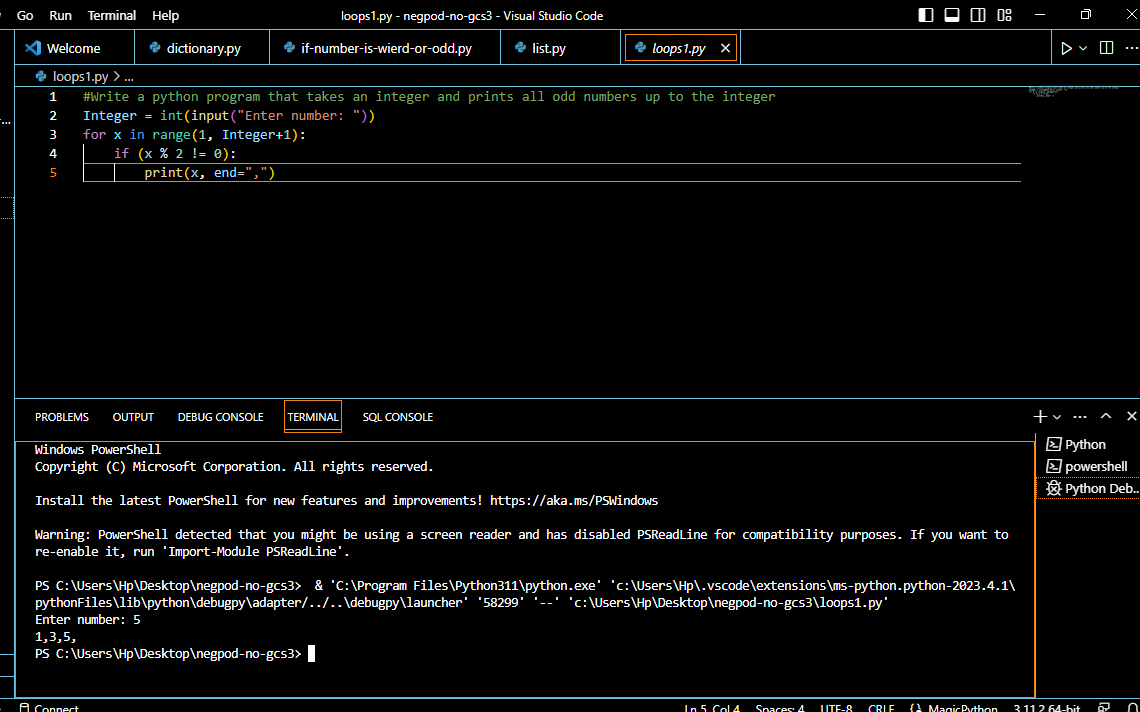 Go Run Terminal Help loops1.py - negpod-no-gcs3 - Visual Studio Code
Welcome dictionary.py if-number-is-wierd-or-odd.py list.py loops1.py
loops1.py > ...
1 #Write a python program that takes an integer and prints all odd numbers up to the integer
2 Integer = int(input("Enter number: "))
3 for x in range(1, Integer+1):
4 if (x % 2 != 0):
5 print(x, end=",")
PROBLEMS OUTPUT DEBUG CONSOLE TERMINAL SQL CONSOLE
Python
powershell
Python Deb...
Windows PowerShell
Copyright (C) Microsoft Corporation. All rights reserved.
Install the latest PowerShell for new features and improvements! https://aka.ms/PSWindows
Warning: PowerShell detected that you might be using a screen reader and has disabled PSReadLine for compatibility purposes. If you want to
re-enable it, run 'Import-Module PSReadLine'.
PS C:\Users\Hp\Desktop\negpod-no-gcs3> & 'C:\Program Files\Python311\python.exe' 'c:\Users\Hp\.vscode\extensions\ms-python.python-2023.4.1\
pythonFiles\lib\python\debugpy\adapter/../..\debugpy\launcher' '58299' '--' 'c:\Users\Hp\Desktop\negpod-no-gcs3\loops1.py'
Enter number: 5
1,3,5,
PS C:\Users\Hp\Desktop\negpod-no-gcs3>
Connect Ln 5, Col 4 Spaces: 4 UTF-8 CRLF MagicPython 3.11.2 64-bit